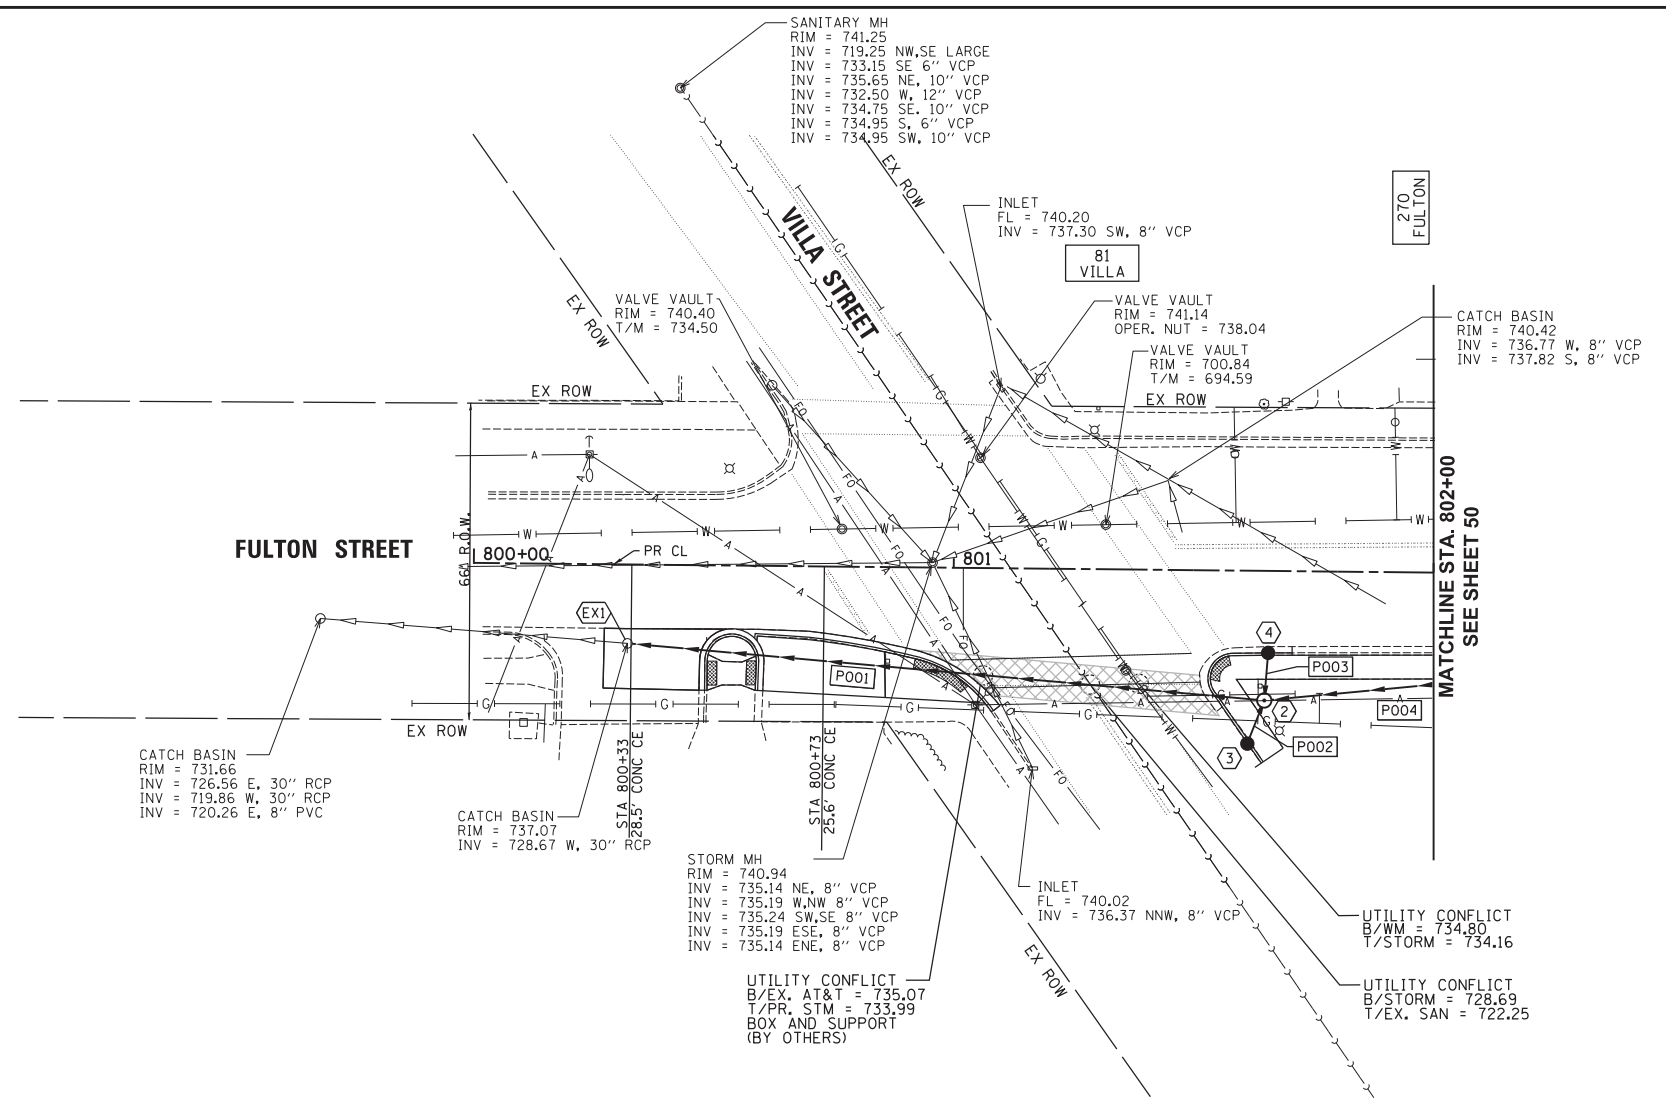 SANITARY MH
RIM = 741.25
INV = 719.25 NW,SE LARGE
INV = 733.15 SE 6'' VCP
INV = 735.65 NE, 10'' VCP
INV = 732.50 W, 12'' VCP
INV = 734.75 SE. 10'' VCP
INV = 734.95 S, 6'' VCP
INV = 734.95 SW, 10'' VCP
EX ROW
INLET
FL = 740.20
INV = 737.30 SW, 8'' VCP
270
FULTON
81
VILLA
VILLA STREET
EX ROW
VALVE VAULT
RIM = 740.40
T/M = 734.50
VALVE VAULT
RIM = 741.14
OPER. NUT = 738.04
VALVE VAULT
RIM = 700.84
T/M = 694.59
CATCH BASIN
RIM = 740.42
INV = 736.77 W, 8'' VCP
INV = 737.82 S, 8'' VCP
EX ROW
EX ROW
66' R.O.W.
FULTON STREET
800+00
PR CL
801
MATCHLINE STA. 802+00
SEE SHEET 50
EX1
P001
4
P003
2
P004
3
P002
EX ROW
STA 800+33
28.5' CONC CE
STA 800+73
25.6' CONC CE
CATCH BASIN
RIM = 731.66
INV = 726.56 E, 30'' RCP
INV = 719.86 W, 30'' RCP
INV = 720.26 E, 8'' PVC
CATCH BASIN
RIM = 737.07
INV = 728.67 W, 30'' RCP
STORM MH
RIM = 740.94
INV = 735.14 NE, 8'' VCP
INV = 735.19 W,NW 8'' VCP
INV = 735.24 SW,SE 8'' VCP
INV = 735.19 ESE, 8'' VCP
INV = 735.14 ENE, 8'' VCP
INLET
FL = 740.02
INV = 736.37 NNW, 8'' VCP
EX ROW
UTILITY CONFLICT
B/WM = 734.80
T/STORM = 734.16
UTILITY CONFLICT
B/EX. AT&T = 735.07
T/PR. STM = 733.99
BOX AND SUPPORT
(BY OTHERS)
UTILITY CONFLICT
B/STORM = 728.69
T/EX. SAN = 722.25